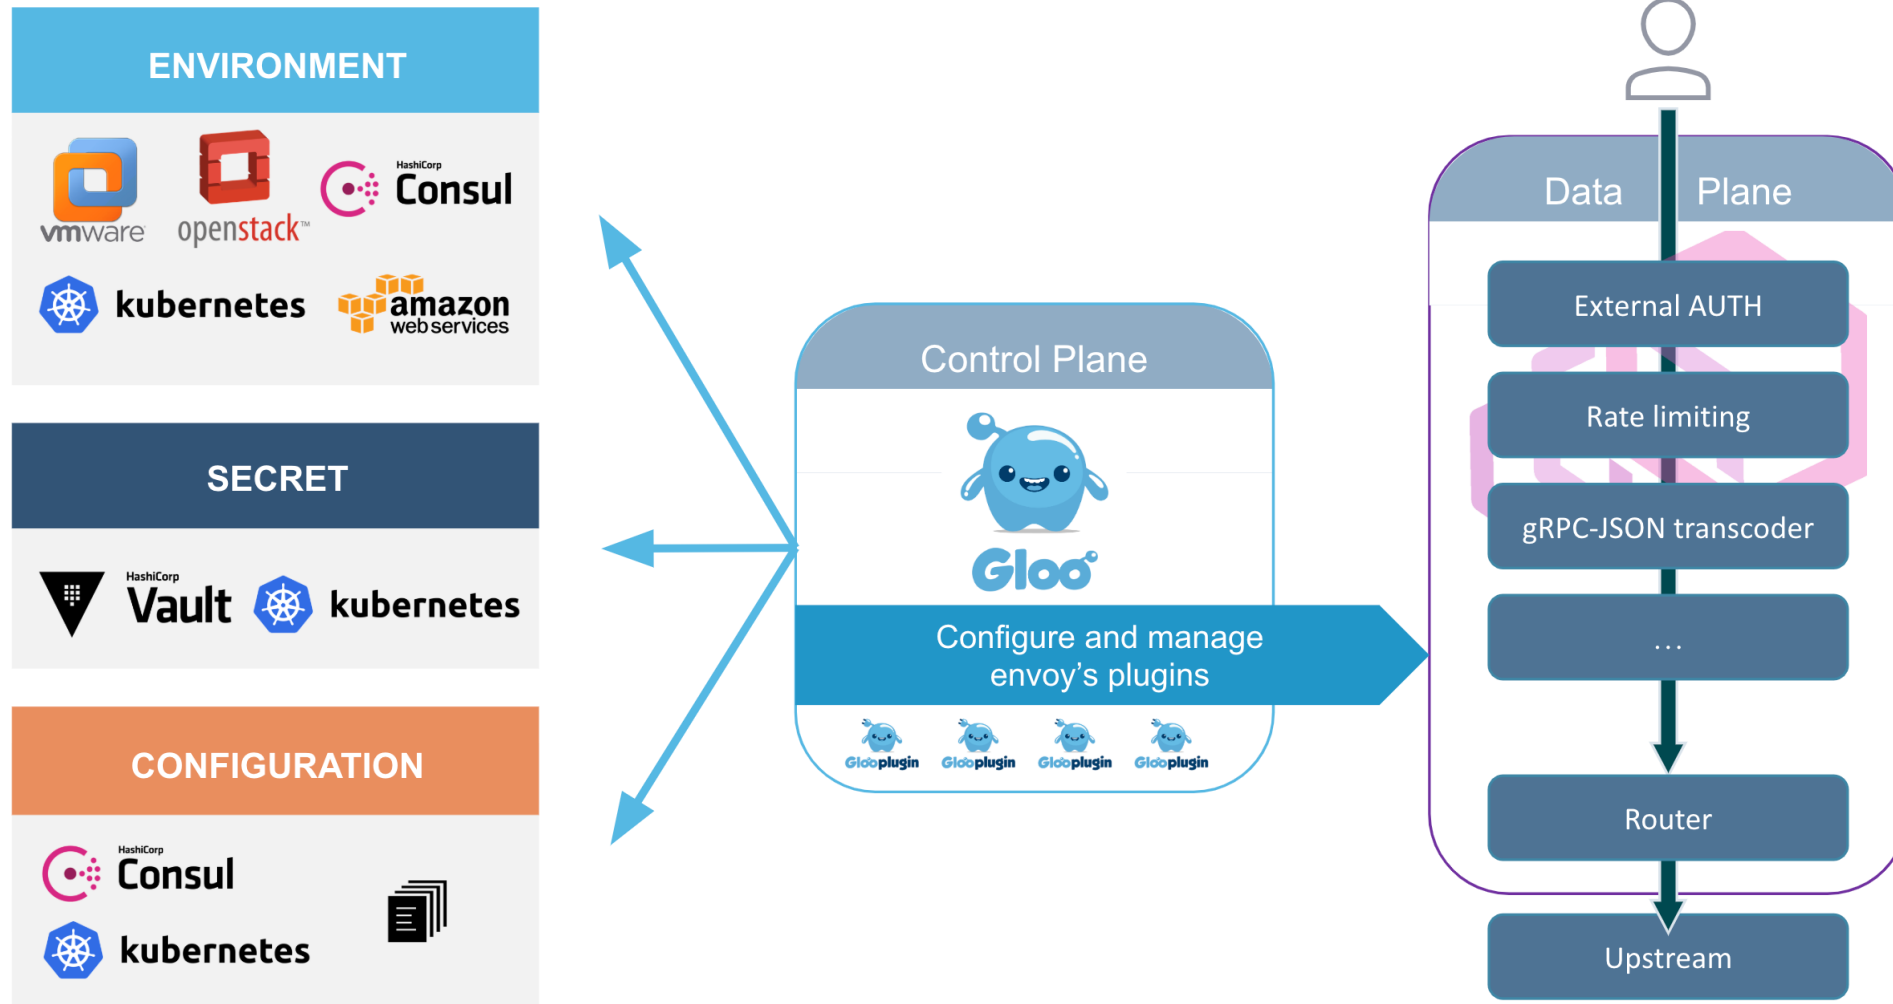 ENVIRONMENT
vmware
openstack™
HashiCorp
Consul
kubernetes
amazon
web services
SECRET
HashiCorp
Vault
kubernetes
CONFIGURATION
HashiCorp
Consul
kubernetes
Control Plane
Gloo
Configure and manage
envoy's plugins
Glooplugin
Glooplugin
Glooplugin
Glooplugin
Data Plane
External AUTH
Rate limiting
gRPC-JSON transcoder
...
Router
Upstream